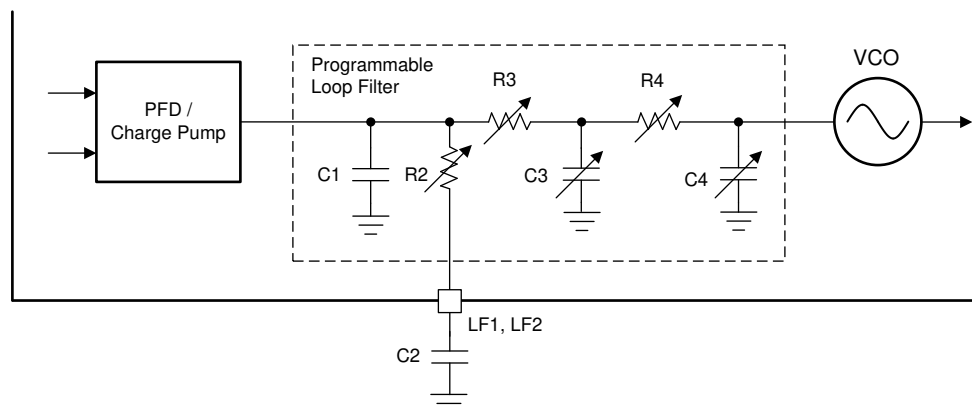 Programmable
Loop Filter
VCO
PFD /
Charge Pump
R3
R4
C1
R2
C3
C4
LF1, LF2
C2